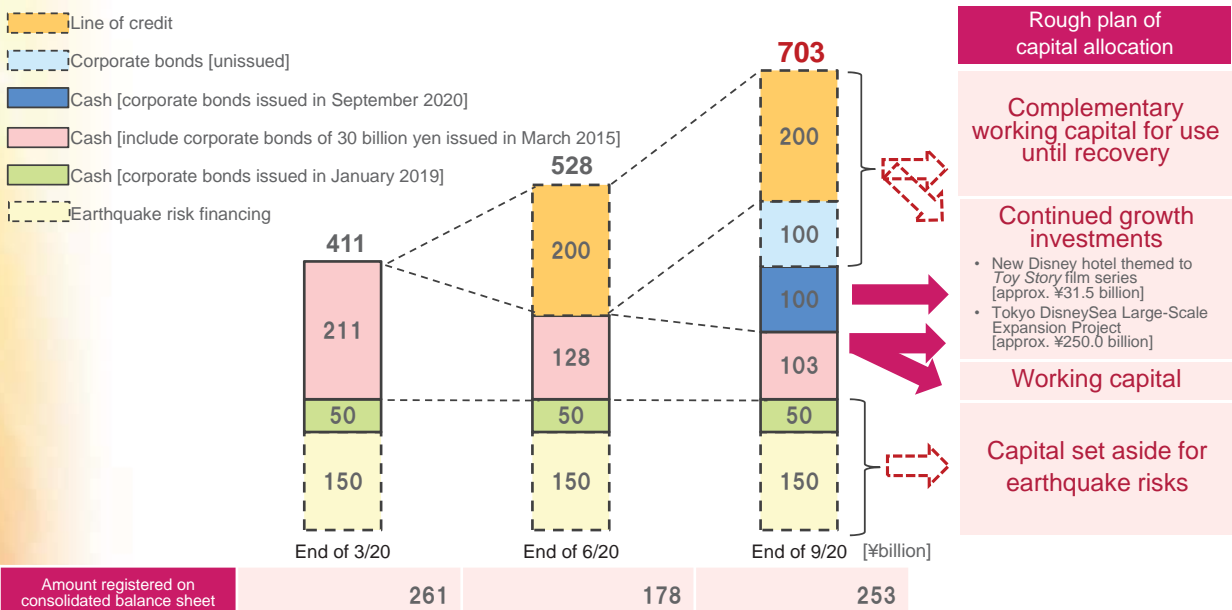 Line of credit
Corporate bonds [unissued]
Cash [corporate bonds issued in September 2020]
Cash [include corporate bonds of 30 billion yen issued in March 2015]
Cash [corporate bonds issued in January 2019]
Earthquake risk financing
411
211
50
150
End of 3/20
528
200
128
50
150
End of 6/20
703
200
100
100
103
50
150
End of 9/20
[¥billion]
Rough plan of
capital allocation
Complementary
working capital for use
until recovery
Continued growth
investments
• New Disney hotel themed to
Toy Story film series
[approx. ¥31.5 billion]
• Tokyo DisneySea Large-Scale
Expansion Project
[approx. ¥250.0 billion]
Working capital
Capital set aside for
earthquake risks
Amount registered on
consolidated balance sheet
261
178
253